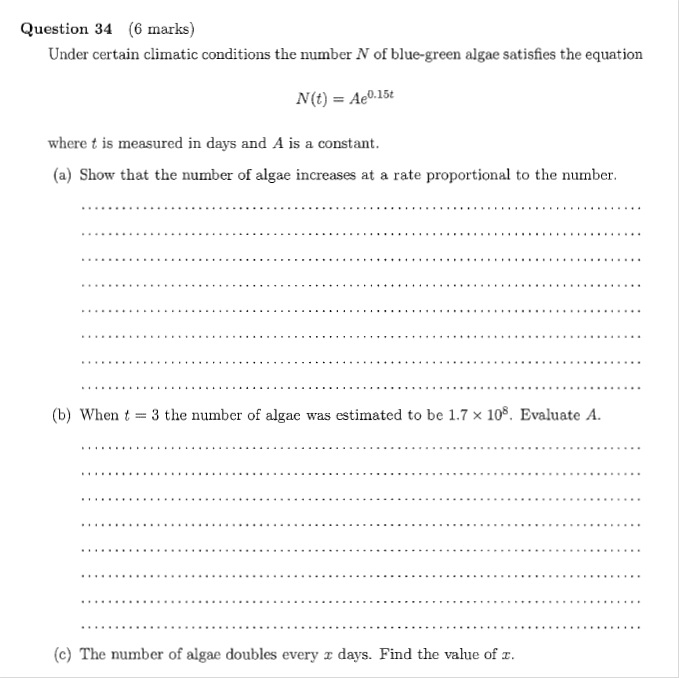 Question 34 (6 marks)
Under certain climatic conditions the number N of blue-green algae satisfies the equation
N(t) = Ae^{0.15t}
where t is measured in days and A is a constant.
(a) Show that the number of algae increases at a rate proportional to the number.
(b) When t = 3 the number of algae was estimated to be 1.7 × 10⁸. Evaluate A.
(c) The number of algae doubles every x days. Find the value of x.